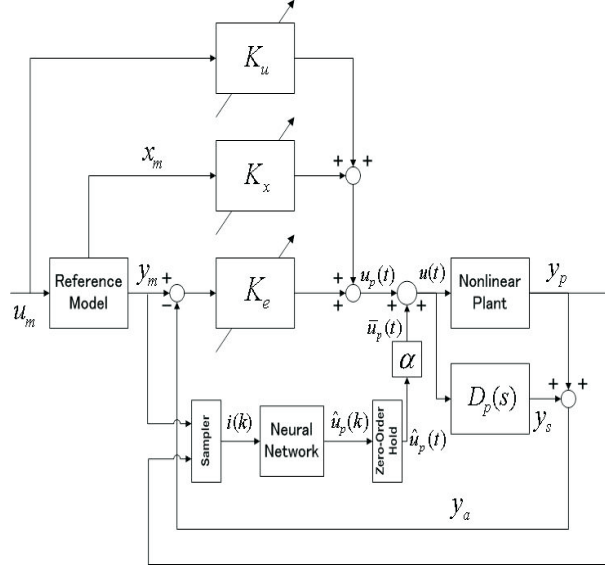 K_u
x_m
K_x
+ +
+
Reference
Model
u_m
y_m
+
−
K_e
+
+
u_p(t)
u(t)
+
+
Nonlinear
Plant
y_p
ū_p(t)
α
D_p(s)
+
+
y_s
Sampler
i(k)
Neural
Network
û_p(k)
Zero-Order
Hold
û_p(t)
y_a